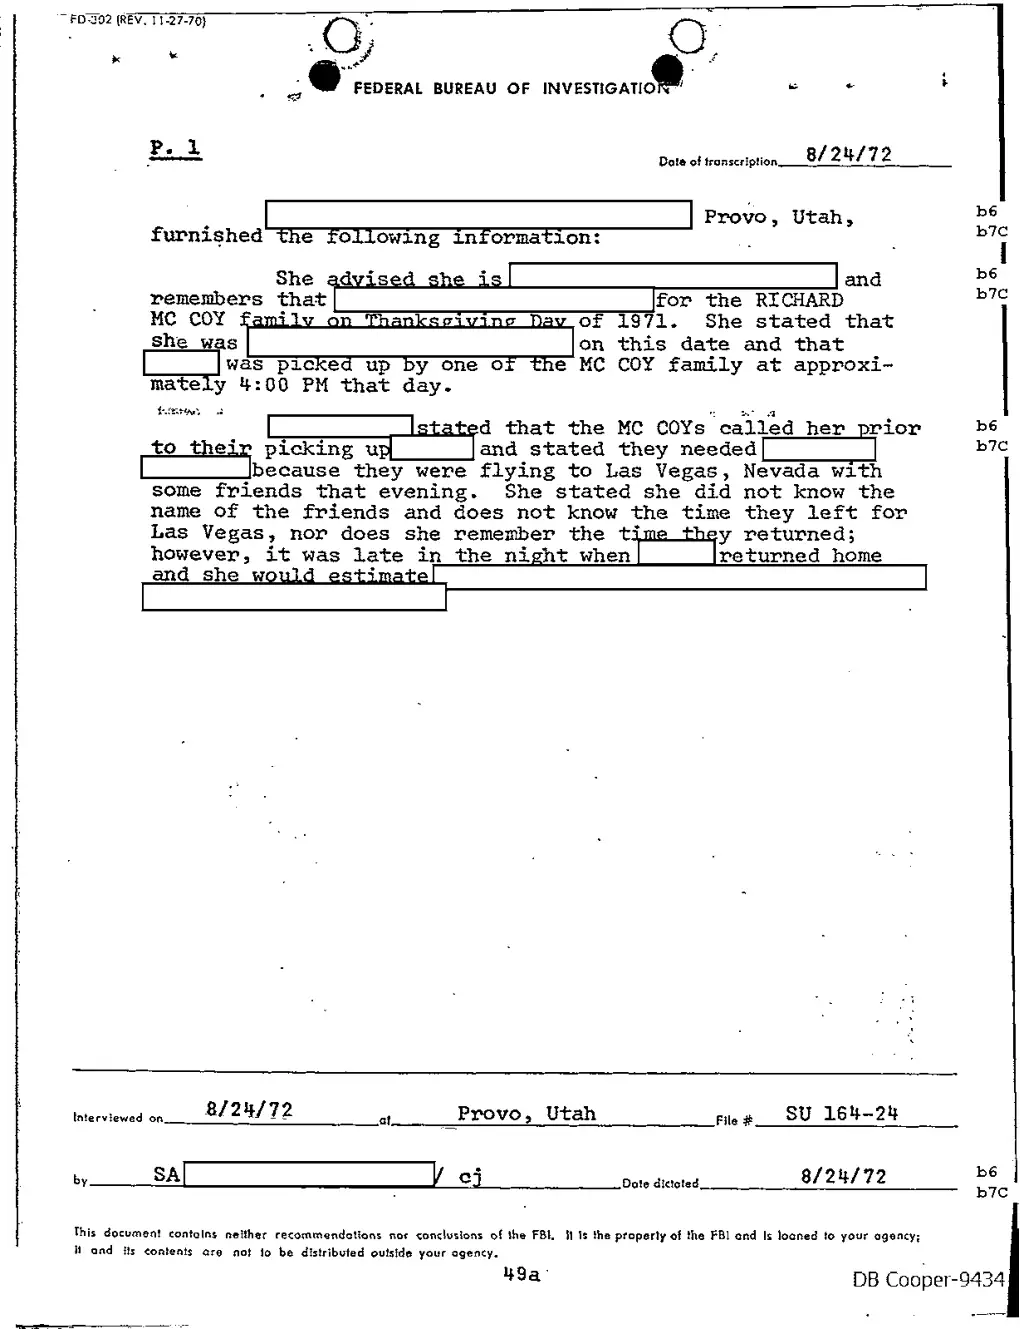 FD-302 (REV. 11-27-70)
FEDERAL BUREAU OF INVESTIGATION
P. 1
Date of transcription 8/24/72
Provo, Utah, b6
furnished the following information: b7C
She advised she is and b6
remembers that for the RICHARD b7C
MC COY family on Thanksgiving Day of 1971. She stated that
she was on this date and that
was picked up by one of the MC COY family at approxi-
mately 4:00 PM that day.
stated that the MC COYs called her prior b6
to their picking up and stated they needed b7C
because they were flying to Las Vegas, Nevada with
some friends that evening. She stated she did not know the
name of the friends and does not know the time they left for
Las Vegas, nor does she remember the time they returned;
however, it was late in the night when returned home
and she would estimate
Interviewed on 8/24/72 at Provo, Utah File # SU 164-24
by SA / cj Date dictated 8/24/72 b6
b7C
This document contains neither recommendations nor conclusions of the FBI. It is the property of the FBI and is loaned to your agency;
it and its contents are not to be distributed outside your agency.
49a
DB Cooper-9434